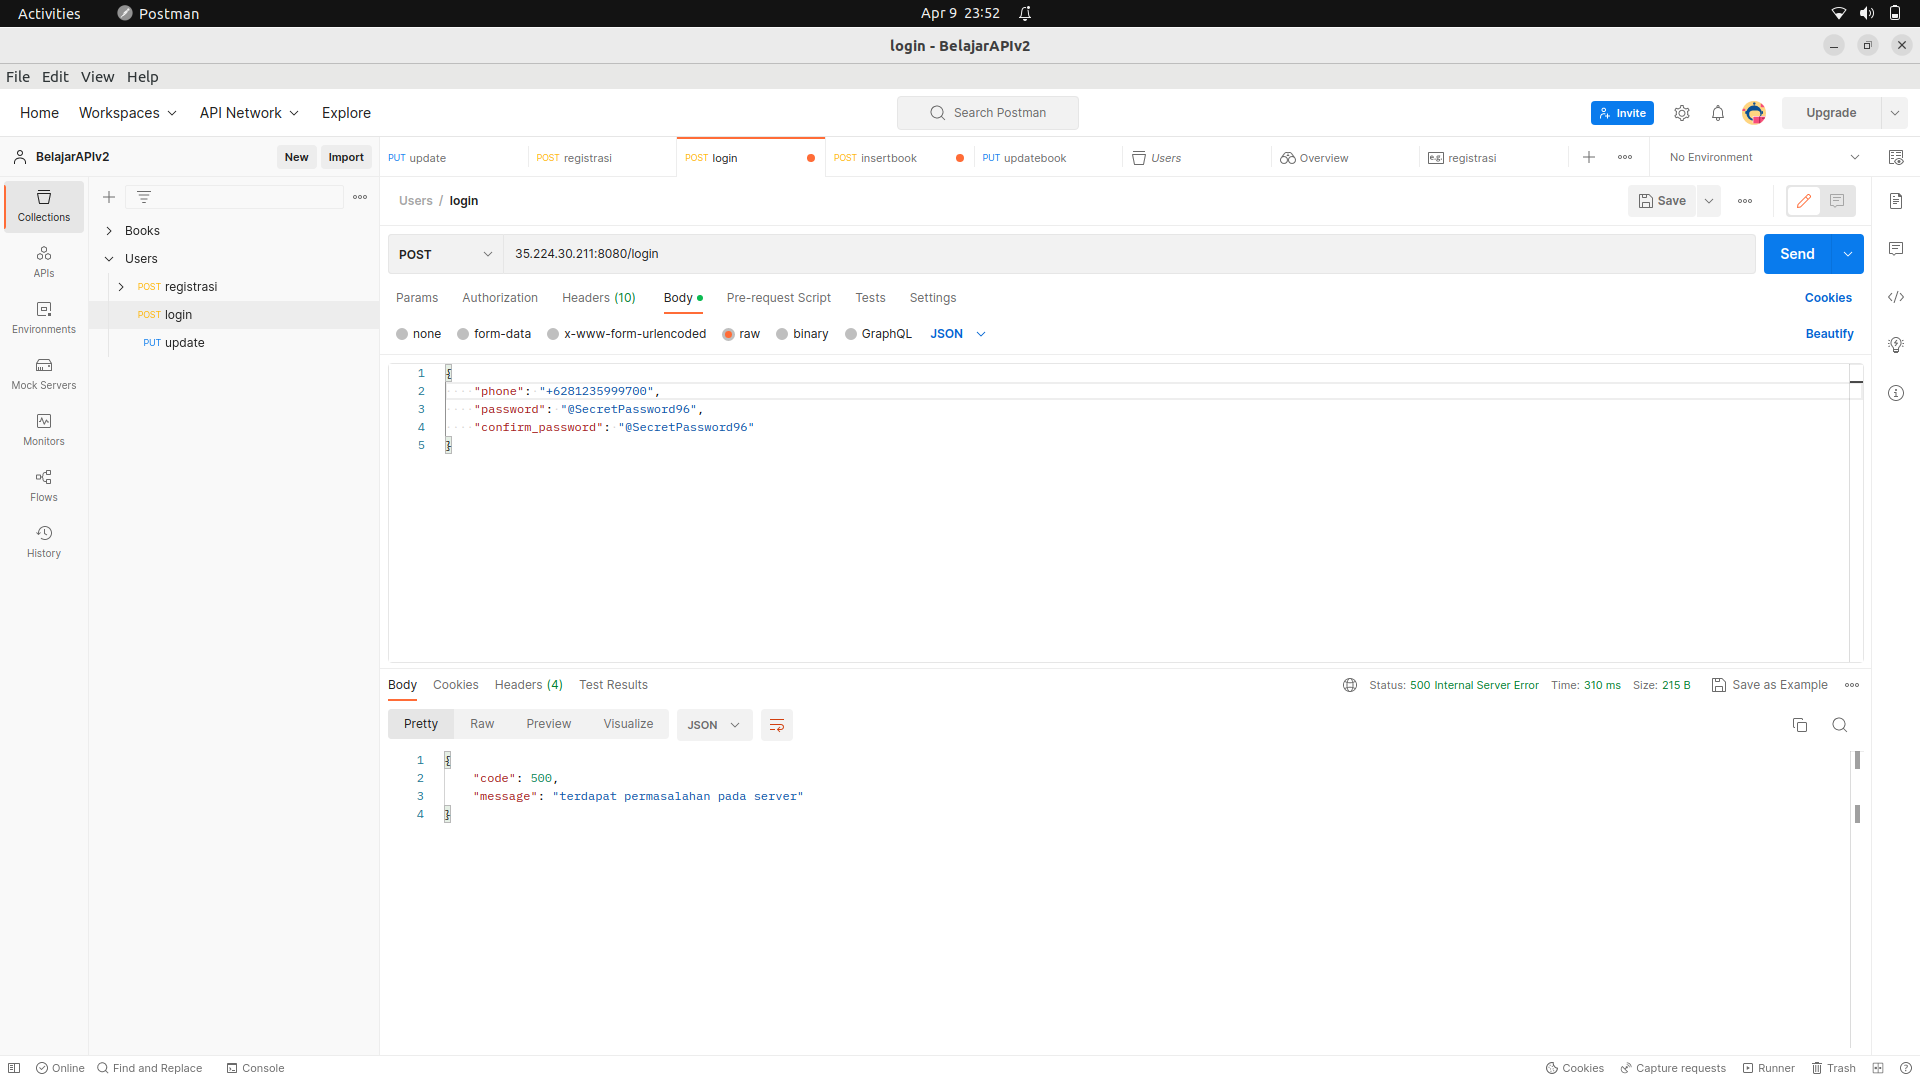 Activities Postman Apr 9 23:52
login - BelajarAPIv2
File Edit View Help
Home Workspaces API Network Explore Search Postman Invite Upgrade
BelajarAPIv2 New Import PUT update POST registrasi POST login POST insertbook PUT updatebook Users Overview e.g. registrasi No Environment
Collections
APIs
Environments
Mock Servers
Monitors
Flows
History
Books
Users
POST registrasi
POST login
PUT update
Users / login Save
POST 35.224.30.211:8080/login Send
Params Authorization Headers (10) Body Pre-request Script Tests Settings Cookies
none form-data x-www-form-urlencoded raw binary GraphQL JSON Beautify
1 {
2 "phone": "+6281235999700",
3 "password": "@SecretPassword96",
4 "confirm_password": "@SecretPassword96"
5 }
Body Cookies Headers (4) Test Results Status: 500 Internal Server Error Time: 310 ms Size: 215 B Save as Example
Pretty Raw Preview Visualize JSON
1 {
2 "code": 500,
3 "message": "terdapat permasalahan pada server"
4 }
Online Find and Replace Console Cookies Capture requests Runner Trash